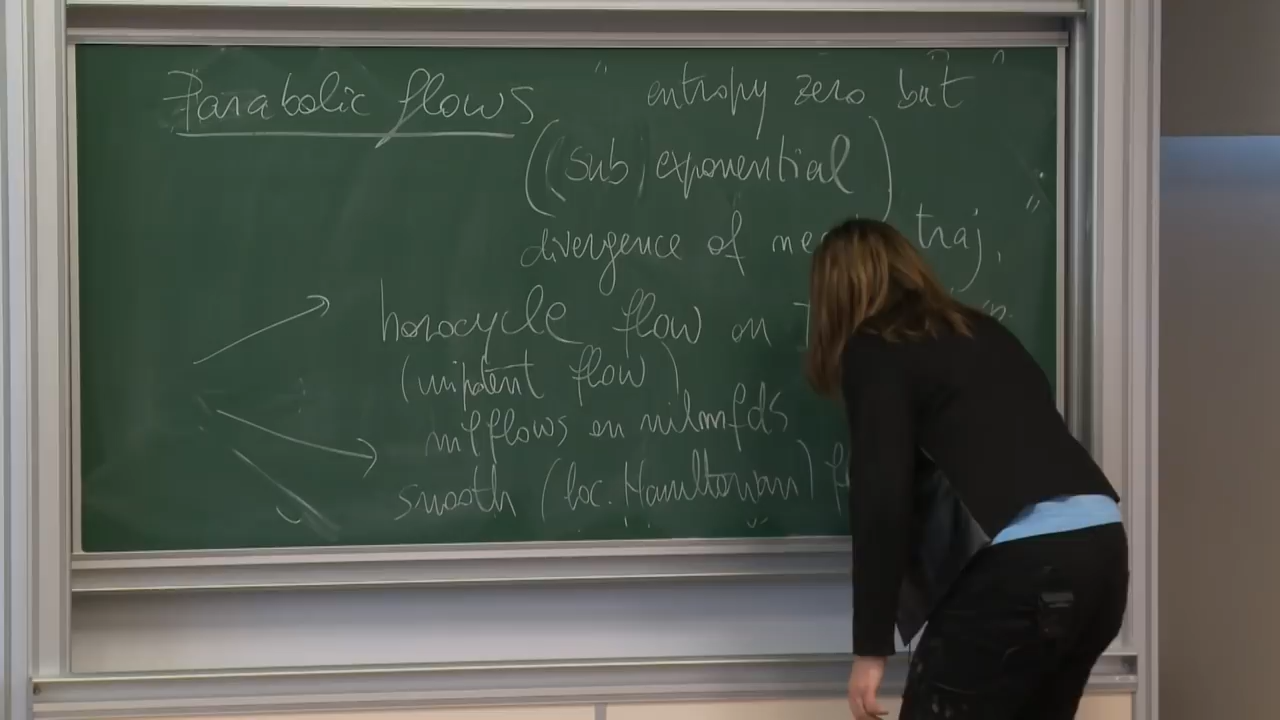 Parabolic flows " entropy zero but
((sub) exponential)
divergence of traj. "
horocycle flow on
(unipotent flow)
nilflows on nilmfds
smooth (loc. Hamiltonian)